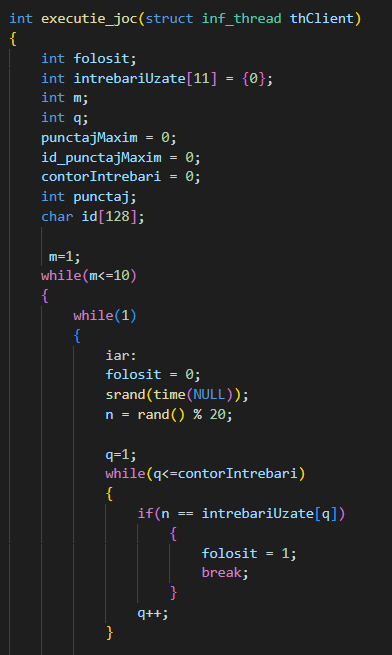 int executie_joc(struct inf_thread thClient)
{
    int folosit;
    int intrebariUzate[11] = {0};
    int m;
    int q;
    punctajMaxim = 0;
    id_punctajMaxim = 0;
    contorIntrebari = 0;
    int punctaj;
    char id[128];

     m=1;
    while(m<=10)
    {
        while(1)
        {
            iar:
            folosit = 0;
            srand(time(NULL));
            n = rand() % 20;

            q=1;
            while(q<=contorIntrebari)
            {
                if(n == intrebariUzate[q])
                    {
                        folosit = 1;
                        break;
                    }
                q++;
            }